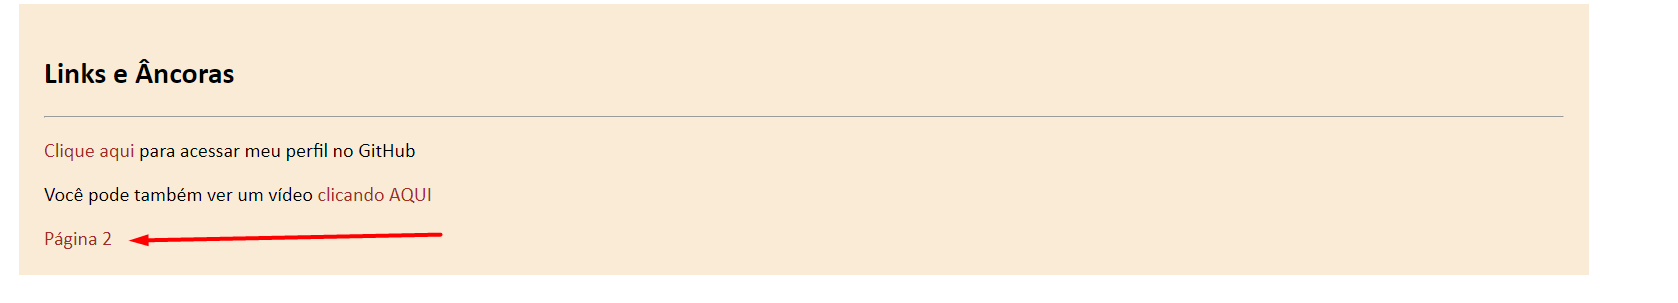 Links e Âncoras
Clique aqui para acessar meu perfil no GitHub
Você pode também ver um vídeo clicando AQUI
Página 2